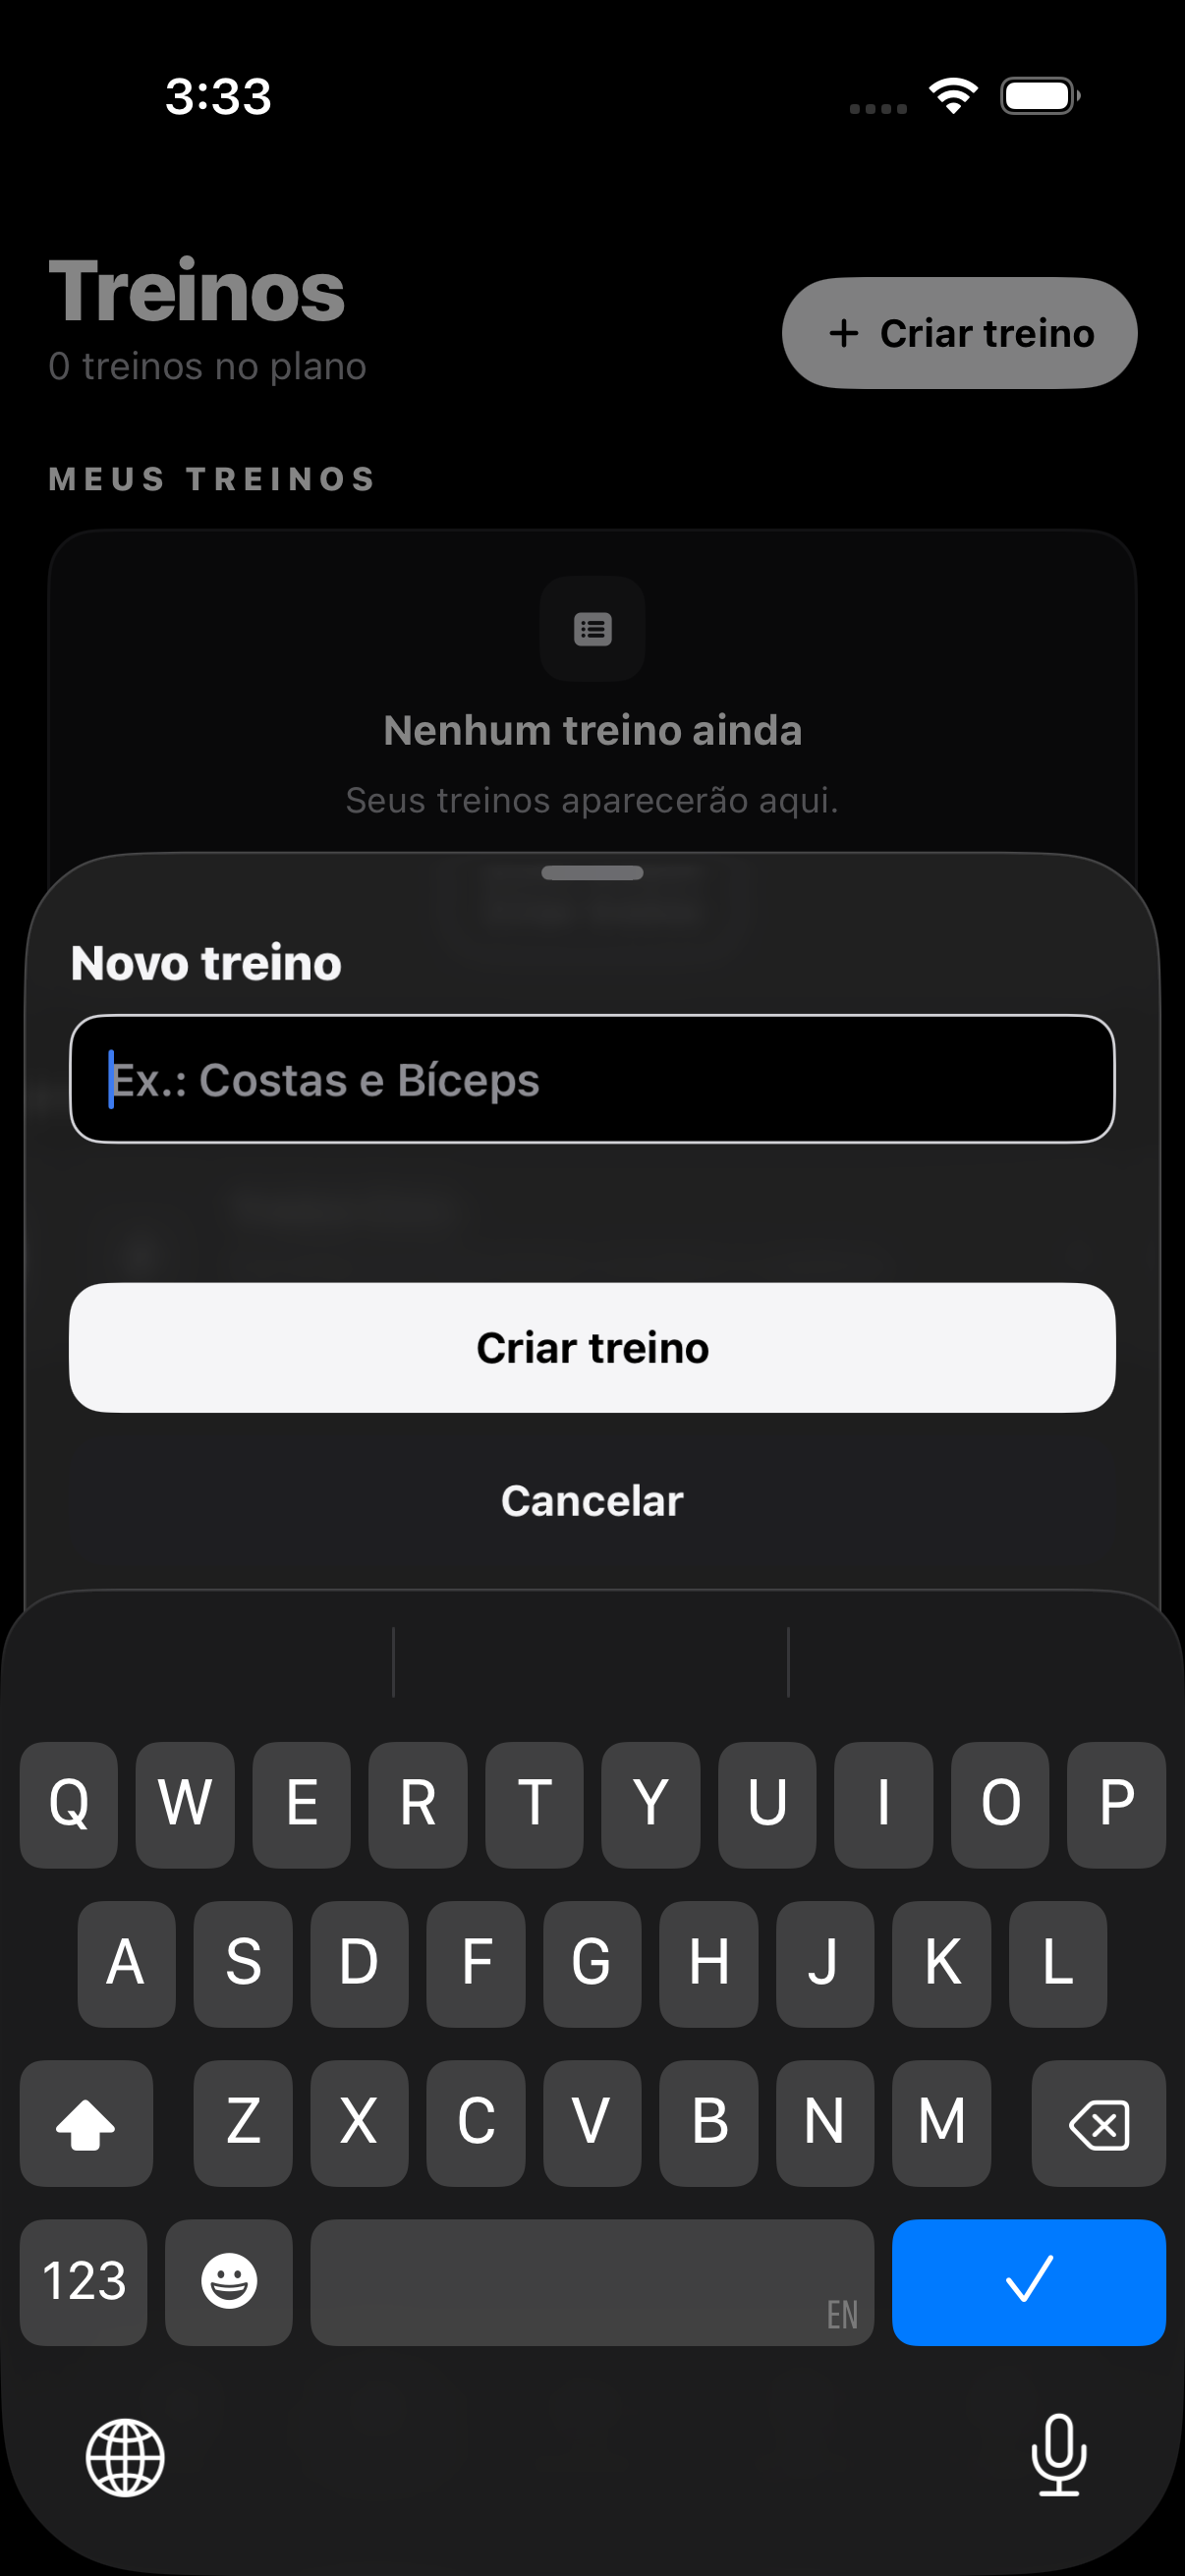 3:33
Treinos
0 treinos no plano
+ Criar treino
MEUS TREINOS
Nenhum treino ainda
Seus treinos aparecerão aqui.
Novo treino
Ex.: Costas e Bíceps
Criar treino
Cancelar
Q W E R T Y U I O P
A S D F G H J K L
Z X C V B N M
123
EN